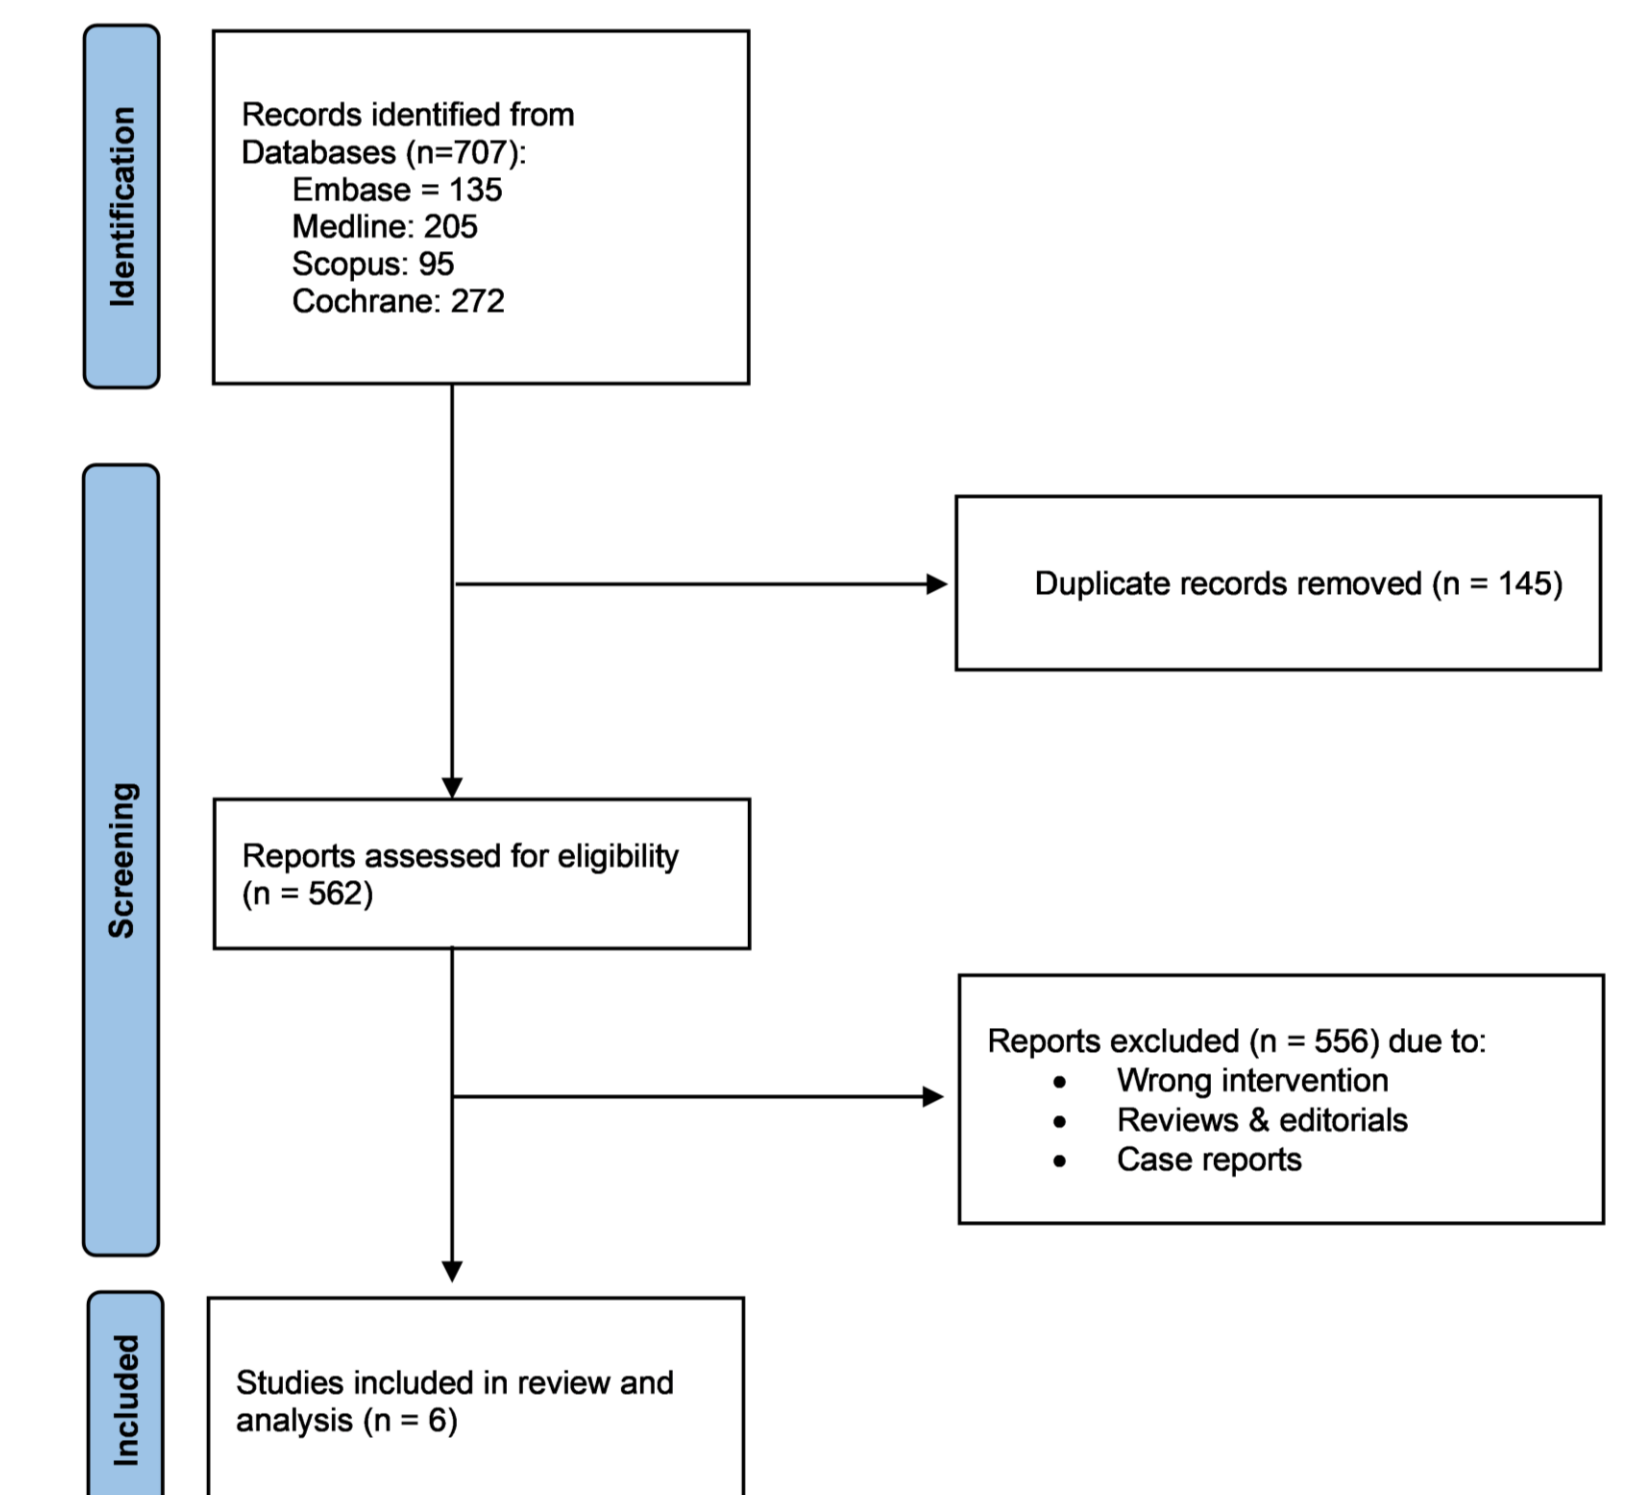 Identification
Records identified from
Databases (n=707):
Embase = 135
Medline: 205
Scopus: 95
Cochrane: 272
Screening
Duplicate records removed (n = 145)
Reports assessed for eligibility
(n = 562)
Reports excluded (n = 556) due to:
• Wrong intervention
• Reviews & editorials
• Case reports
Included
Studies included in review and
analysis (n = 6)